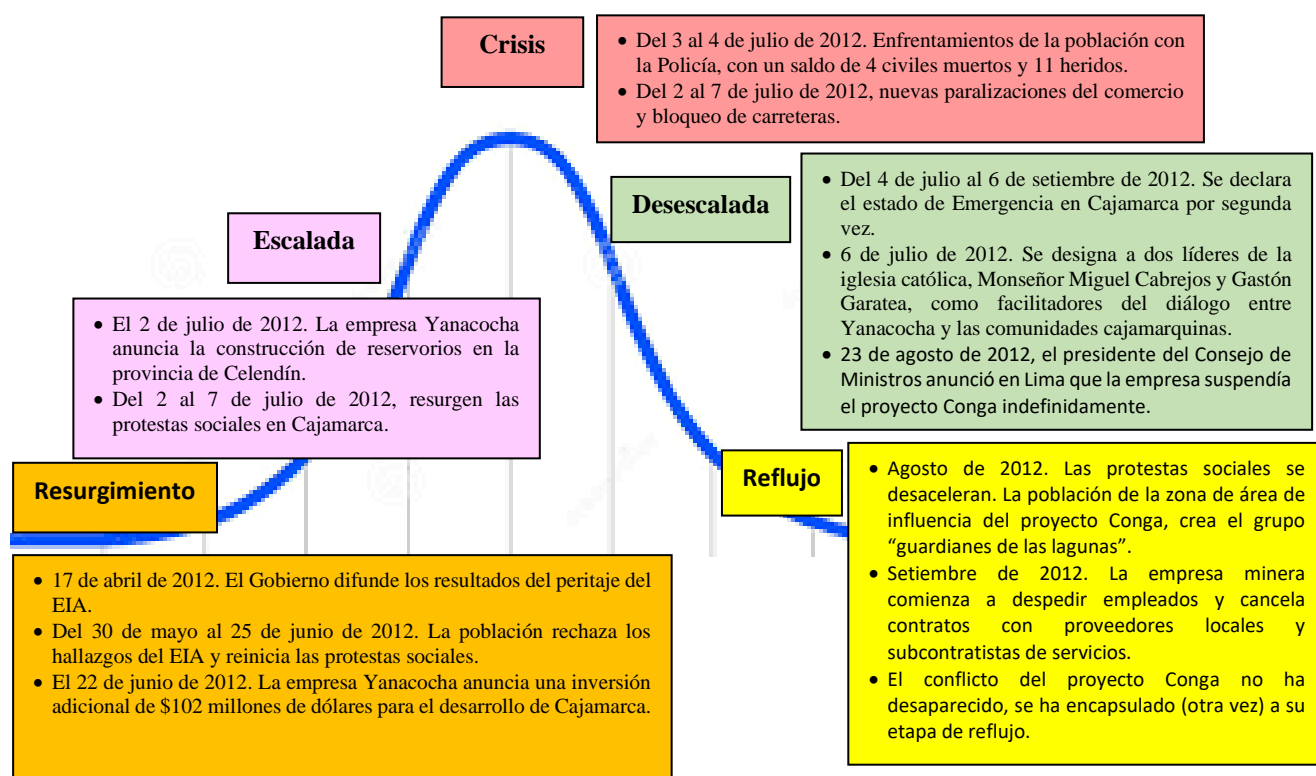 Crisis
• Del 3 al 4 de julio de 2012. Enfrentamientos de la población con
la Policía, con un saldo de 4 civiles muertos y 11 heridos.
• Del 2 al 7 de julio de 2012, nuevas paralizaciones del comercio
y bloqueo de carreteras.
Desescalada
• Del 4 de julio al 6 de setiembre de 2012. Se declara
el estado de Emergencia en Cajamarca por segunda
vez.
• 6 de julio de 2012. Se designa a dos líderes de la
iglesia católica, Monseñor Miguel Cabrejos y Gastón
Garatea, como facilitadores del diálogo entre
Yanacocha y las comunidades cajamarquinas.
• 23 de agosto de 2012, el presidente del Consejo de
Ministros anunció en Lima que la empresa suspendía
el proyecto Conga indefinidamente.
Escalada
• El 2 de julio de 2012. La empresa Yanacocha
anuncia la construcción de reservorios en la
provincia de Celendín.
• Del 2 al 7 de julio de 2012, resurgen las
protestas sociales en Cajamarca.
Resurgimiento
• 17 de abril de 2012. El Gobierno difunde los resultados del peritaje del
EIA.
• Del 30 de mayo al 25 de junio de 2012. La población rechaza los
hallazgos del EIA y reinicia las protestas sociales.
• El 22 de junio de 2012. La empresa Yanacocha anuncia una inversión
adicional de $102 millones de dólares para el desarrollo de Cajamarca.
Reflujo
• Agosto de 2012. Las protestas sociales se
desaceleran. La población de la zona de área de
influencia del proyecto Conga, crea el grupo
“guardianes de las lagunas”.
• Setiembre de 2012. La empresa minera
comienza a despedir empleados y cancela
contratos con proveedores locales y
subcontratistas de servicios.
• El conflicto del proyecto Conga no ha
desaparecido, se ha encapsulado (otra vez) a su
etapa de reflujo.